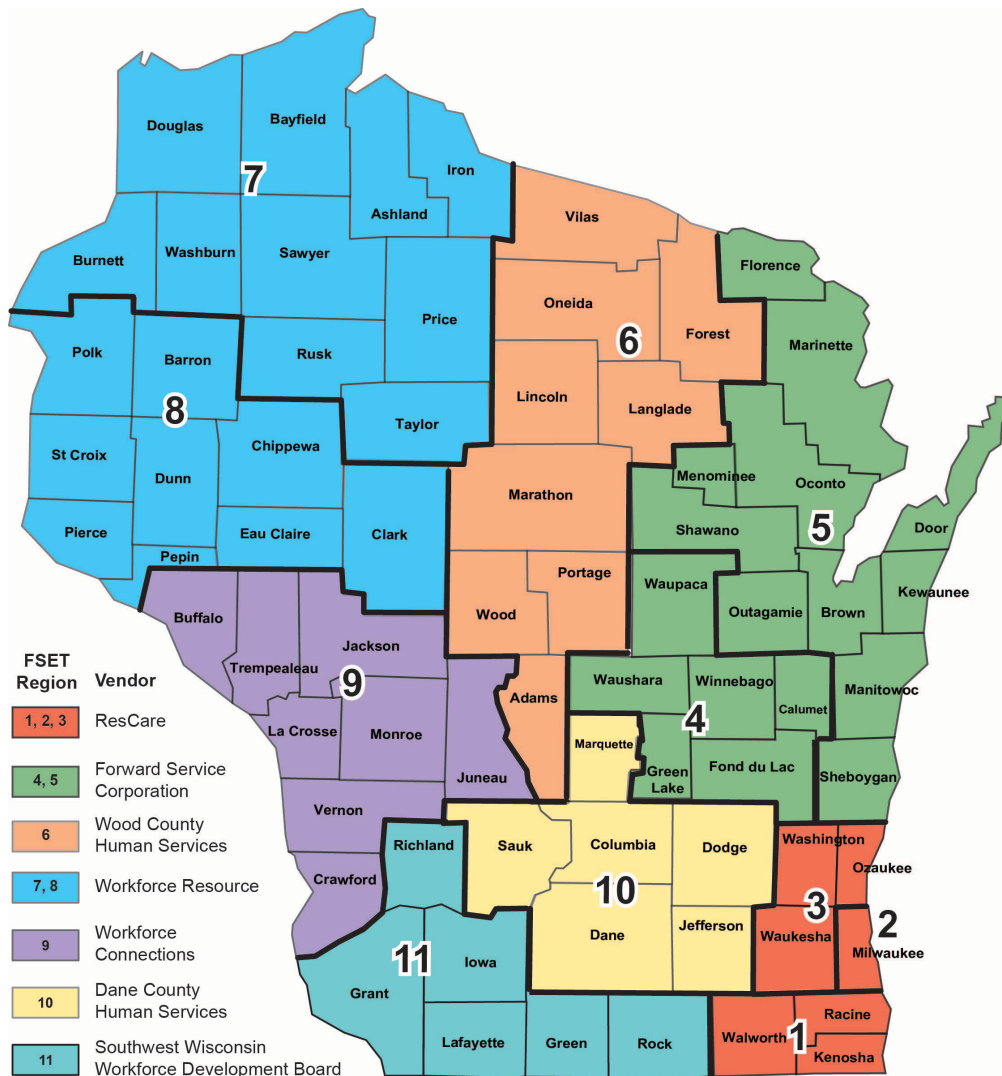 Douglas
Bayfield
Iron
7
Ashland
Vilas
Burnett
Washburn
Sawyer
Florence
Oneida
Price
Forest
6
Marinette
Polk
Barron
Rusk
8
Lincoln
Langlade
Taylor
Chippewa
St Croix
Dunn
Menominee
Oconto
Marathon
5
Door
Pierce
Eau Claire
Clark
Shawano
Pepin
Portage
Waupaca
Kewaunee
Buffalo
Wood
Outagamie
Brown
Jackson
Trempealeau
9
Waushara
Winnebago
Manitowoc
Adams
Calumet
4
La Crosse
Monroe
Marquette
Juneau
Green
Lake
Fond du Lac
Sheboygan
Vernon
Richland
Sauk
Columbia
Dodge
Washington
Ozaukee
Crawford
10
3
2
Dane
Jefferson
Waukesha
Milwaukee
11
Iowa
Grant
Racine
Walworth
1
Lafayette
Green
Rock
Kenosha
FSET
Region Vendor
1, 2, 3 ResCare
4, 5 Forward Service
Corporation
6 Wood County
Human Services
7, 8 Workforce Resource
9 Workforce
Connections
10 Dane County
Human Services
11 Southwest Wisconsin
Workforce Development Board